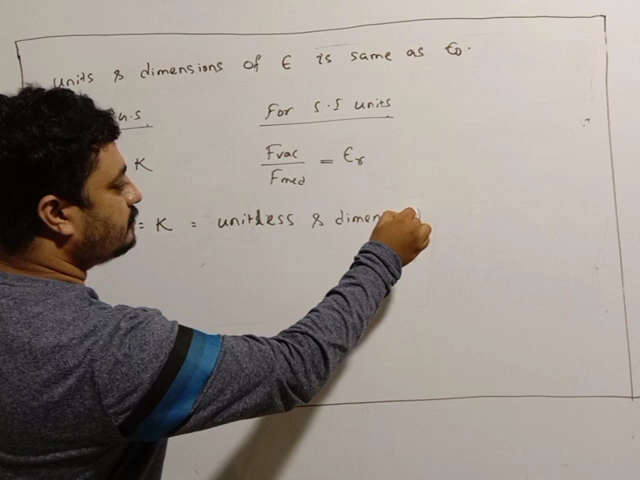 units & dimensions of ϵ is same as ϵ0.
For S.I units
K
Fvac / Fmed = ϵr
= K = unitless & dimen